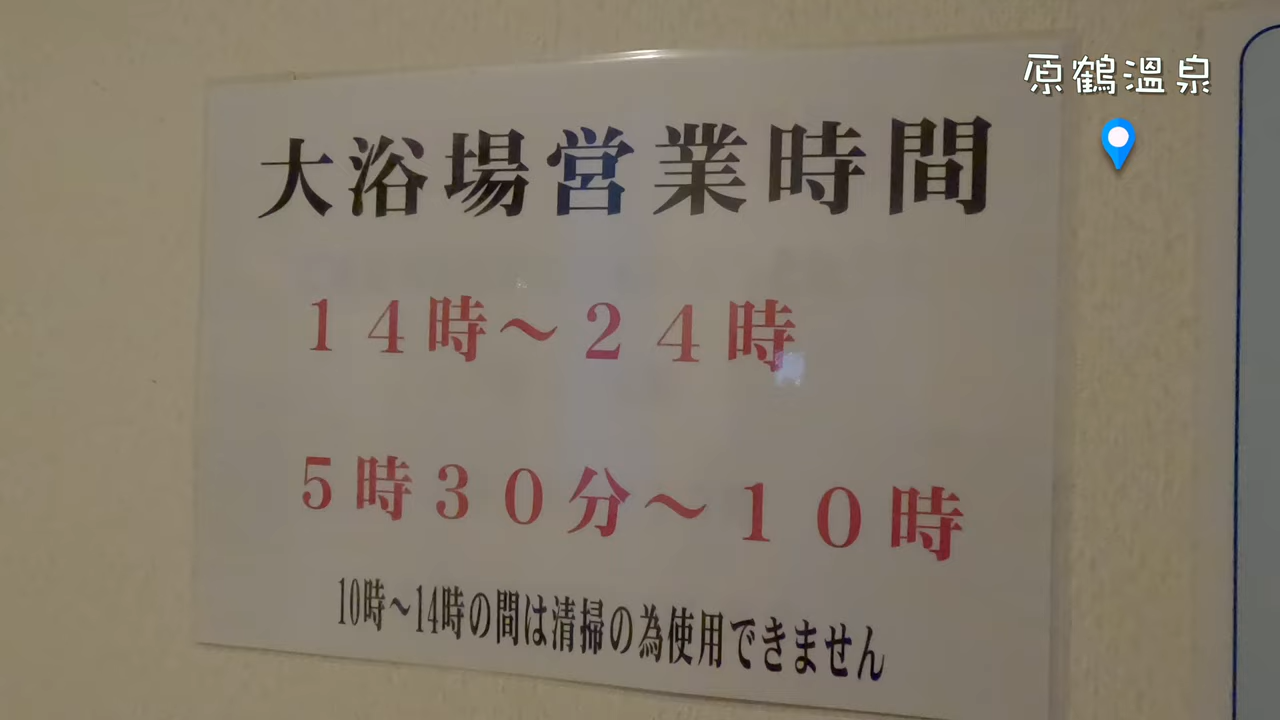 原鶴温泉
大浴場営業時間
１４時～２４時
５時３０分～１０時
10時～14時の間は清掃の為使用できません